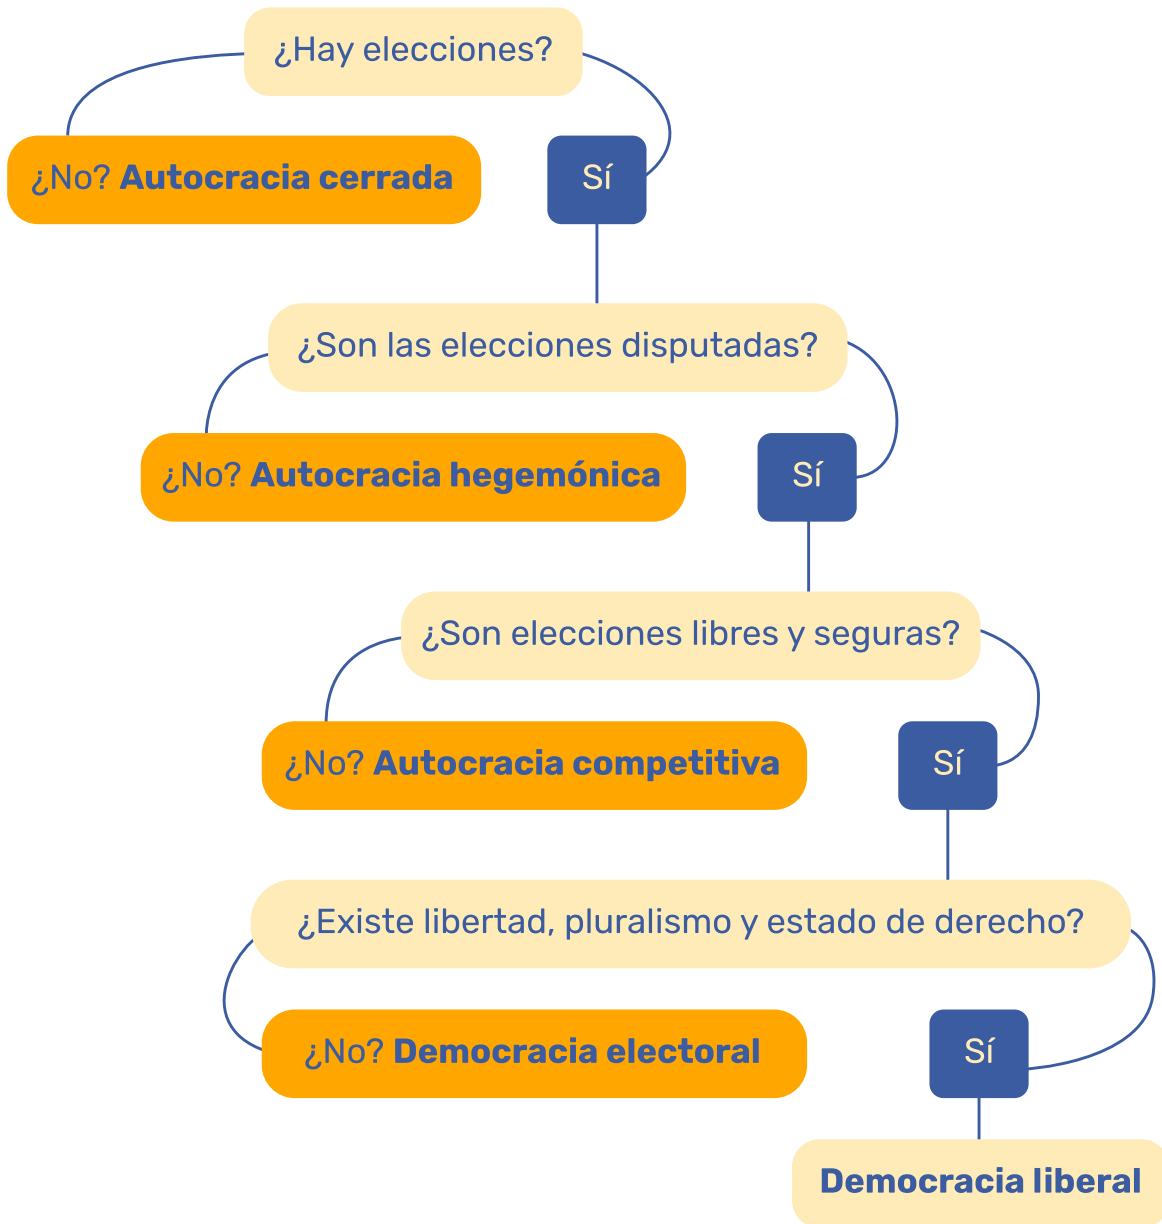 ¿Hay elecciones?
¿No? Autocracia cerrada
Sí
¿Son las elecciones disputadas?
¿No? Autocracia hegemónica
Sí
¿Son elecciones libres y seguras?
¿No? Autocracia competitiva
Sí
¿Existe libertad, pluralismo y estado de derecho?
¿No? Democracia electoral
Sí
Democracia liberal